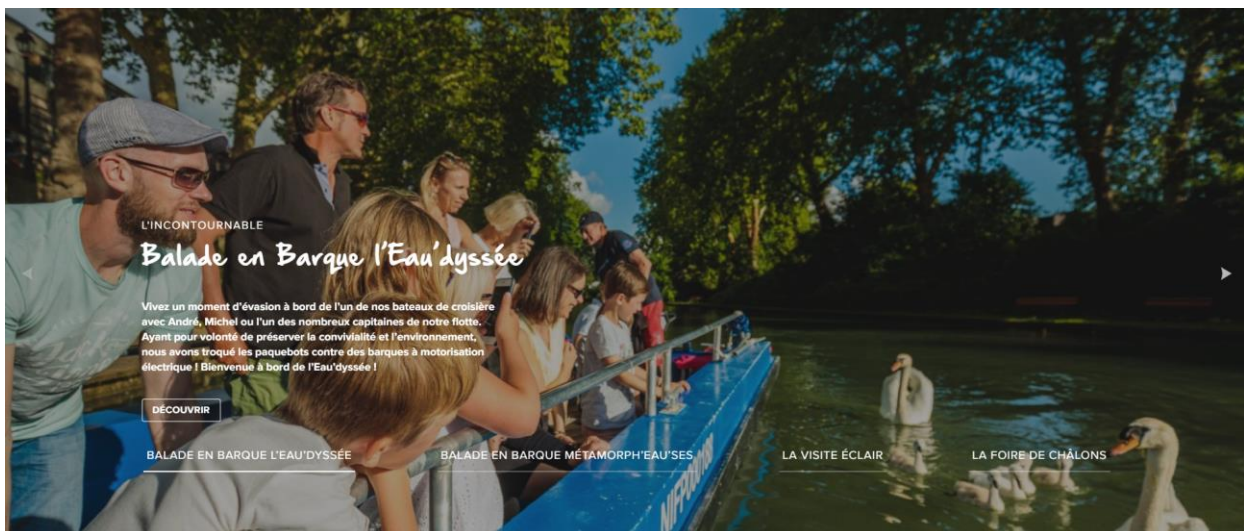 L'INCONTOURNABLE
Balade en Barque l'Eau'dyssée
Vivez un moment d'évasion à bord de l'un de nos bateaux de croisière
avec André, Michel ou l'un des nombreux capitaines de notre flotte.
Ayant pour volonté de préserver la convivialité et l'environnement,
nous avons troqué les paquebots contre des barques à motorisation
électrique ! Bienvenue à bord de l'Eau'dyssée !
DÉCOUVRIR
BALADE EN BARQUE L'EAU'DYSSÉE
BALADE EN BARQUE MÉTAMORPH'EAU'SES
LA VISITE ÉCLAIR
LA FOIRE DE CHÂLONS